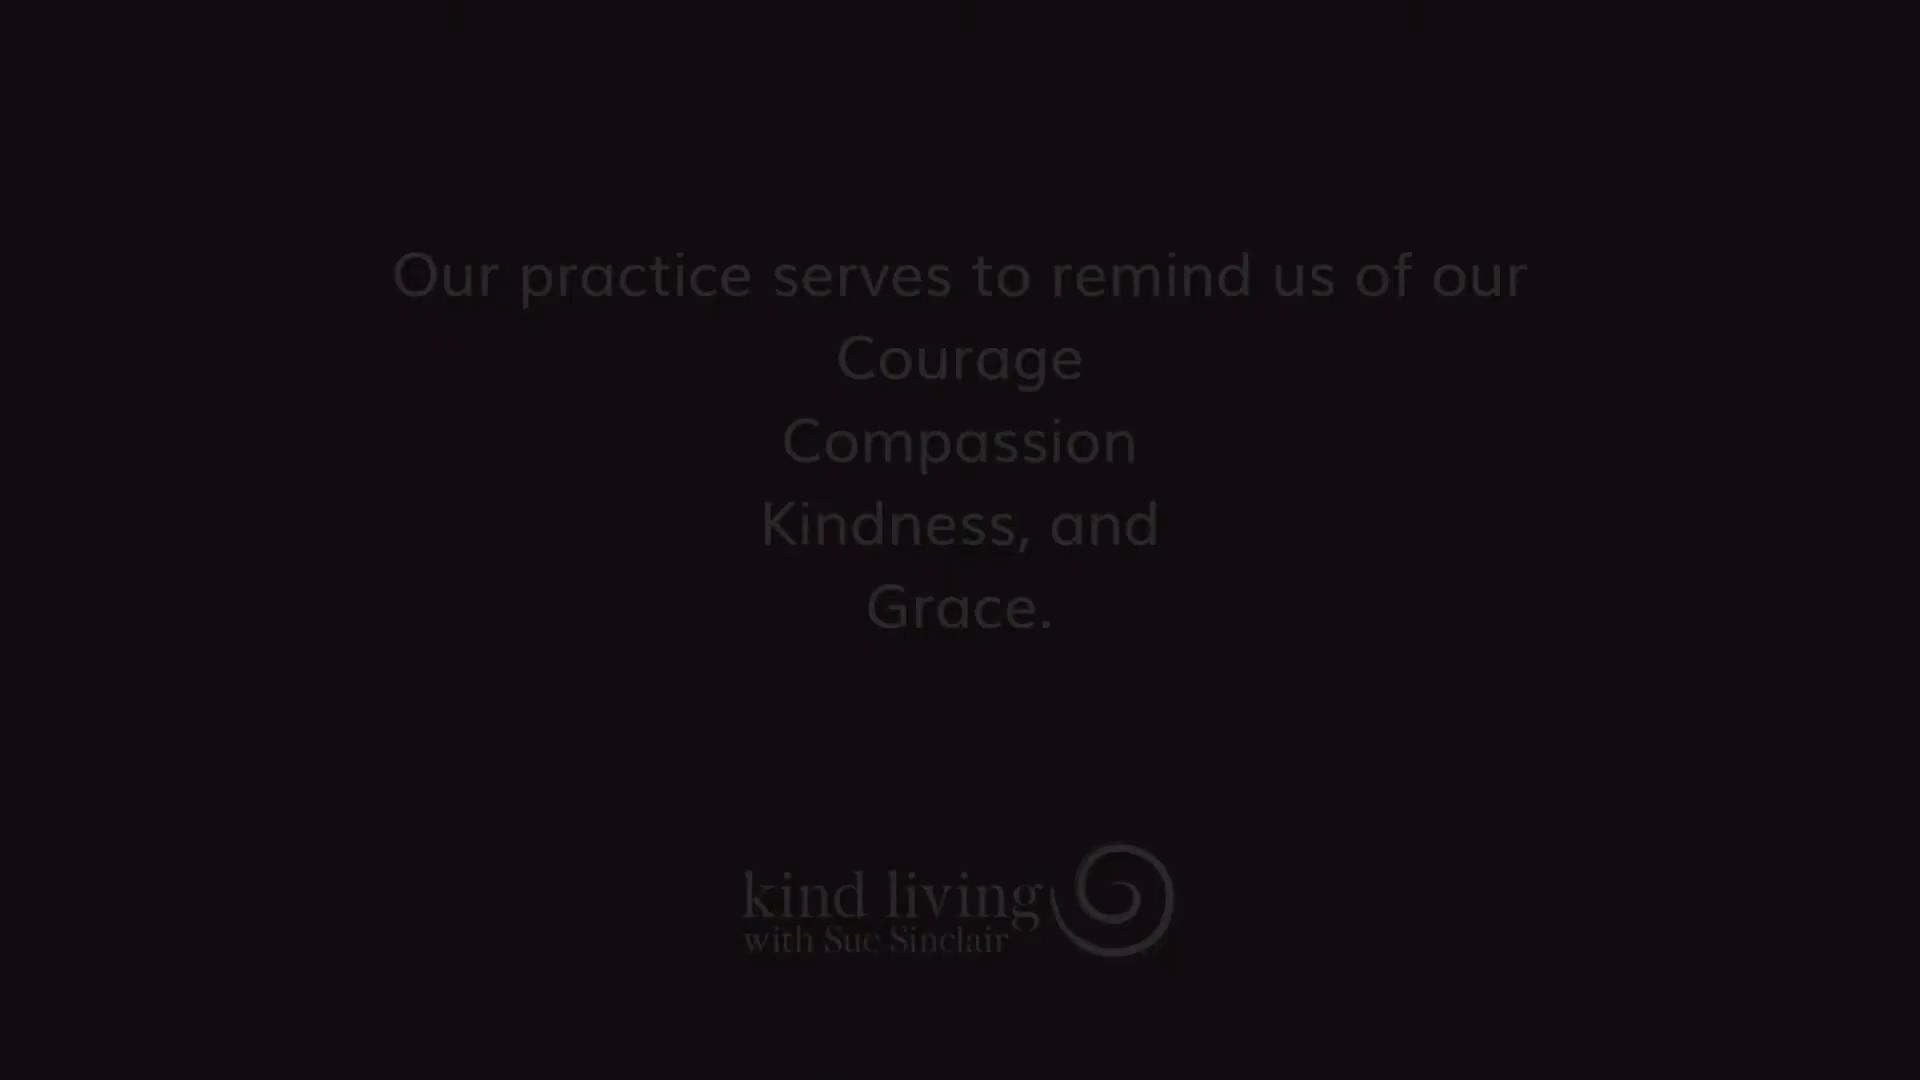 Our practice serves to remind us of our
Courage
Compassion
Kindness, and
Grace.
kind living
with Sue Sinclair